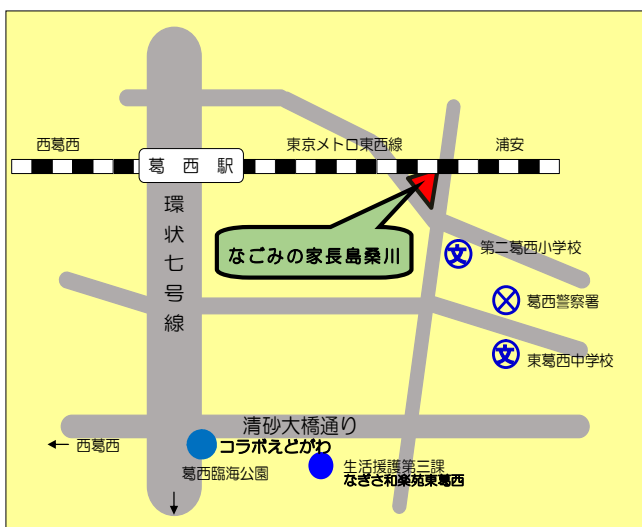 西葛西
東京メトロ東西線
浦安
葛西駅
環状七号線
なごみの家長島桑川
第二葛西小学校
文
葛西警察署
文
東葛西中学校
清砂大橋通り
← 西葛西
コラボえどがわ
葛西臨海公園
生活援護第三課
なぎさ和楽苑東葛西